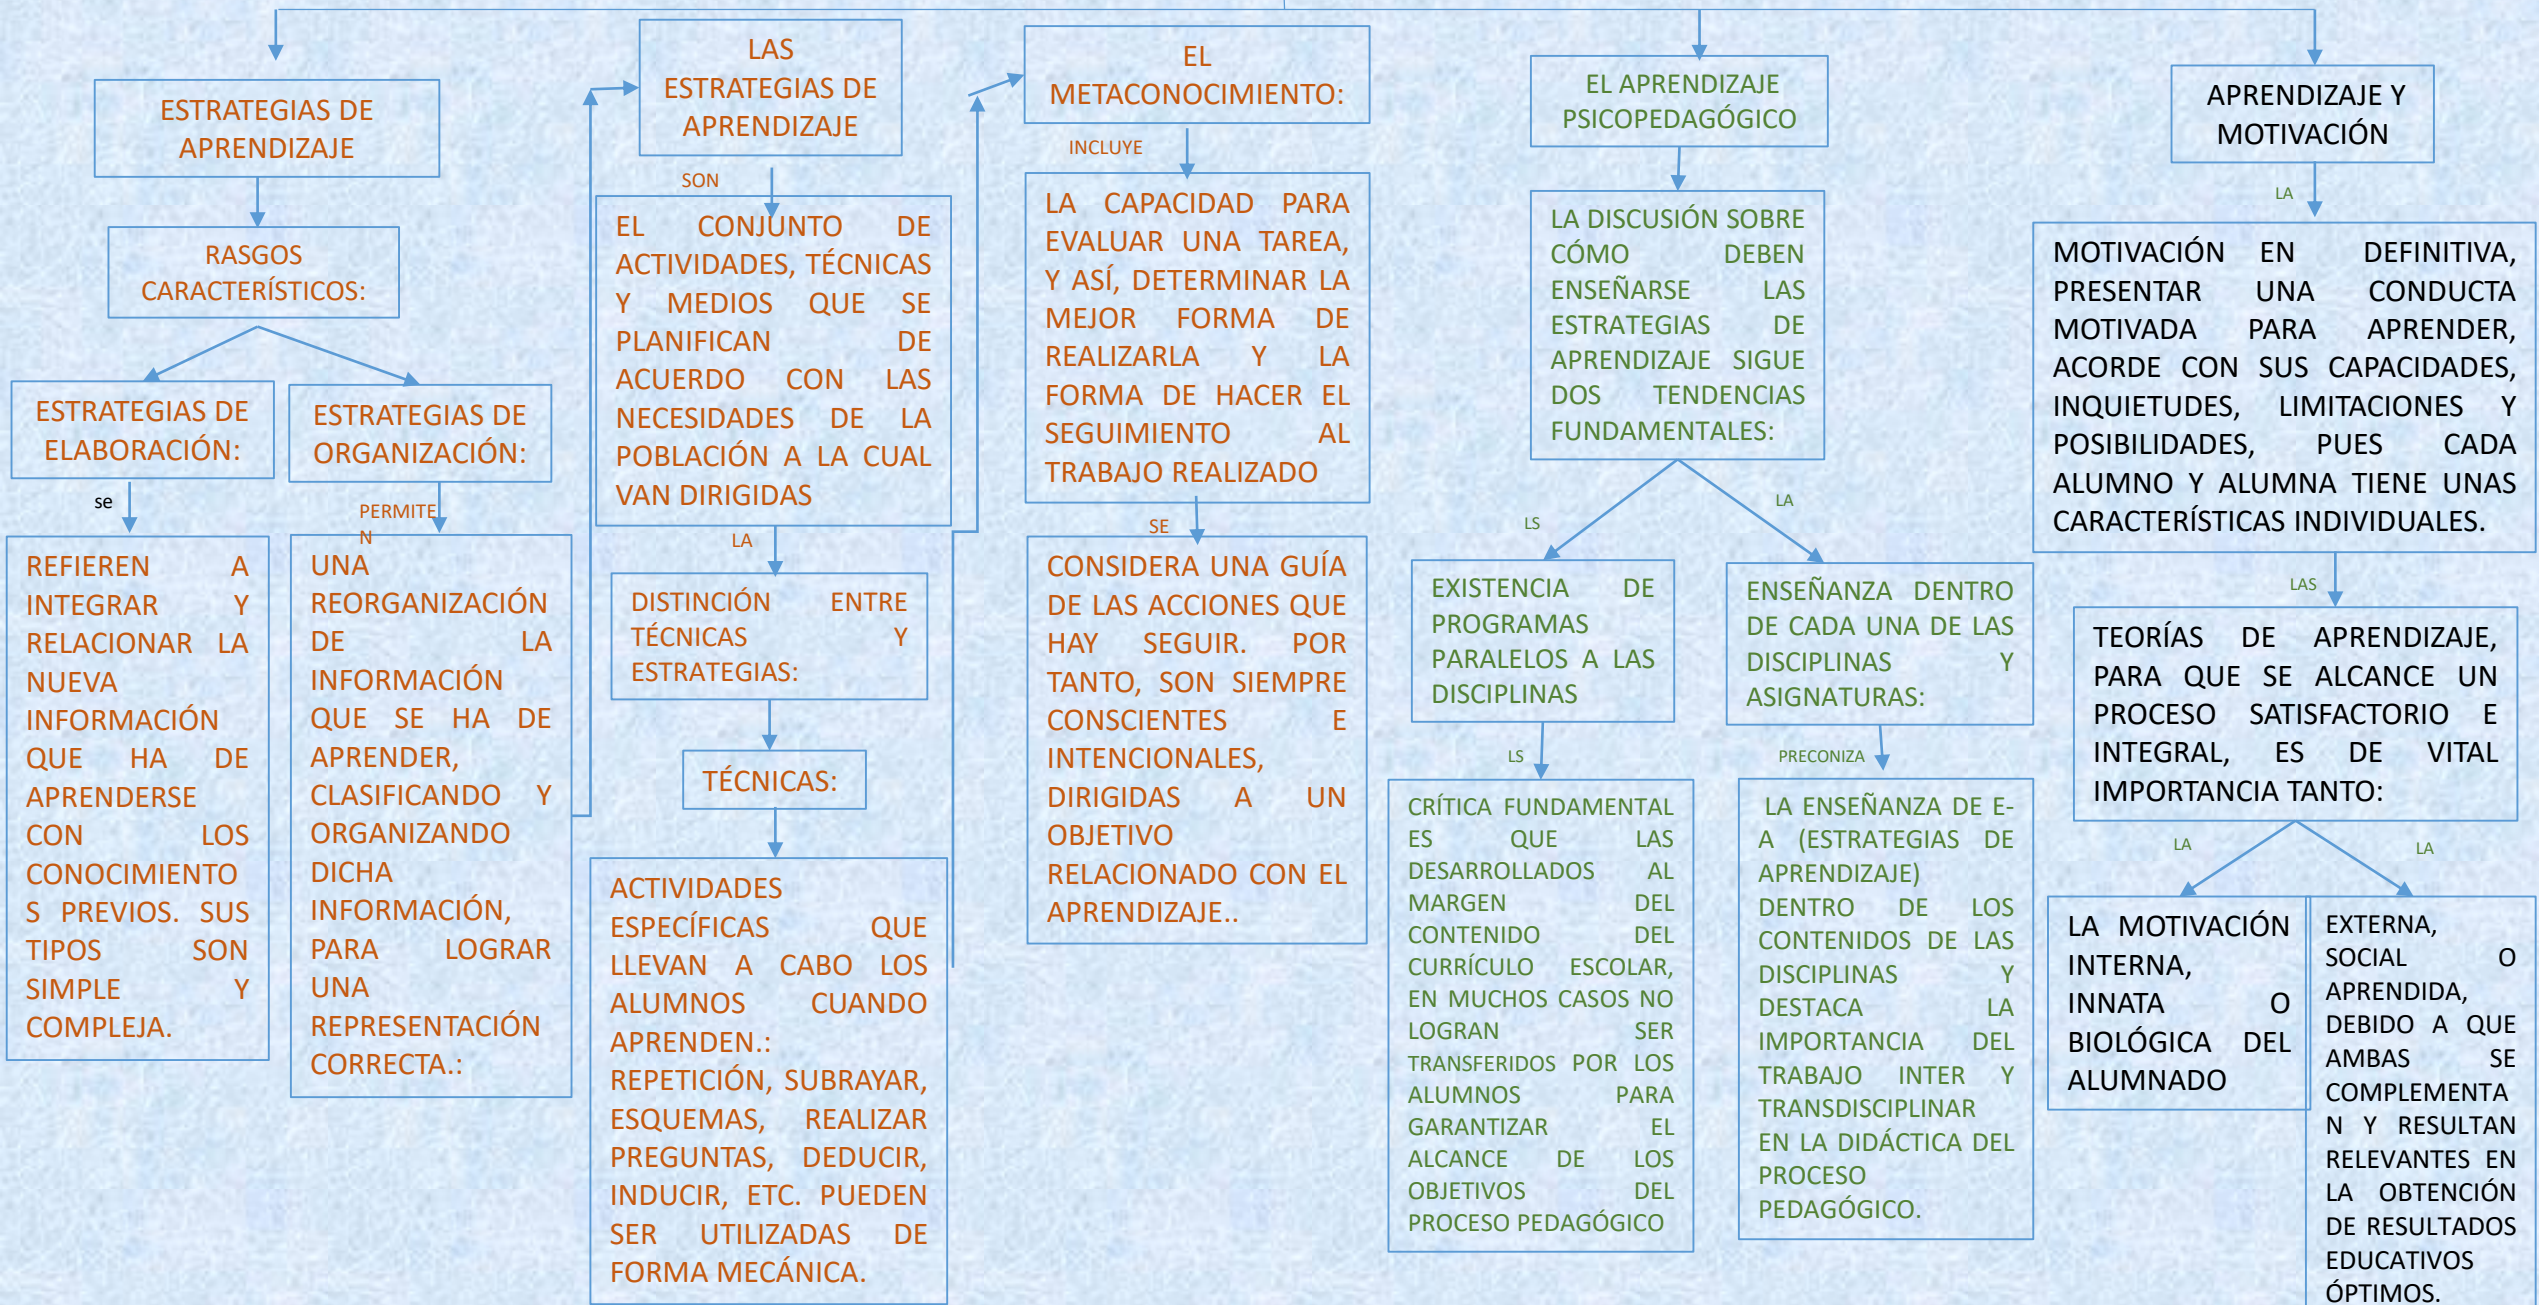 ESTRATEGIAS DE
APRENDIZAJE
RASGOS
CARACTERÍSTICOS:
ESTRATEGIAS DE
ELABORACIÓN:
se
REFIEREN A
INTEGRAR Y
RELACIONAR LA
NUEVA
INFORMACIÓN
QUE HA DE
APRENDERSE
CON LOS
CONOCIMIENTO
S PREVIOS. SUS
TIPOS SON
SIMPLE Y
COMPLEJA.
ESTRATEGIAS DE
ORGANIZACIÓN:
PERMITE
N
UNA
REORGANIZACIÓN
DE LA
INFORMACIÓN
QUE SE HA DE
APRENDER,
CLASIFICANDO Y
ORGANIZANDO
DICHA
INFORMACIÓN,
PARA LOGRAR
UNA
REPRESENTACIÓN
CORRECTA.:
LAS
ESTRATEGIAS DE
APRENDIZAJE
SON
EL CONJUNTO DE
ACTIVIDADES, TÉCNICAS
Y MEDIOS QUE SE
PLANIFICAN DE
ACUERDO CON LAS
NECESIDADES DE LA
POBLACIÓN A LA CUAL
VAN DIRIGIDAS
LA
DISTINCIÓN ENTRE
TÉCNICAS Y
ESTRATEGIAS:
TÉCNICAS:
ACTIVIDADES
ESPECÍFICAS QUE
LLEVAN A CABO LOS
ALUMNOS CUANDO
APRENDEN.:
REPETICIÓN, SUBRAYAR,
ESQUEMAS, REALIZAR
PREGUNTAS, DEDUCIR,
INDUCIR, ETC. PUEDEN
SER UTILIZADAS DE
FORMA MECÁNICA.
EL
METACONOCIMIENTO:
INCLUYE
LA CAPACIDAD PARA
EVALUAR UNA TAREA,
Y ASÍ, DETERMINAR LA
MEJOR FORMA DE
REALIZARLA Y LA
FORMA DE HACER EL
SEGUIMIENTO AL
TRABAJO REALIZADO
SE
CONSIDERA UNA GUÍA
DE LAS ACCIONES QUE
HAY SEGUIR. POR
TANTO, SON SIEMPRE
CONSCIENTES E
INTENCIONALES,
DIRIGIDAS A UN
OBJETIVO
RELACIONADO CON EL
APRENDIZAJE..
EL APRENDIZAJE
PSICOPEDAGÓGICO
LA DISCUSIÓN SOBRE
CÓMO DEBEN
ENSEÑARSE LAS
ESTRATEGIAS DE
APRENDIZAJE SIGUE
DOS TENDENCIAS
FUNDAMENTALES:
LS
EXISTENCIA DE
PROGRAMAS
PARALELOS A LAS
DISCIPLINAS
LS
CRÍTICA FUNDAMENTAL
ES QUE LAS
DESARROLLADOS AL
MARGEN DEL
CONTENIDO DEL
CURRÍCULO ESCOLAR,
EN MUCHOS CASOS NO
LOGRAN SER
TRANSFERIDOS POR LOS
ALUMNOS PARA
GARANTIZAR EL
ALCANCE DE LOS
OBJETIVOS DEL
PROCESO PEDAGÓGICO
LA
ENSEÑANZA DENTRO
DE CADA UNA DE LAS
DISCIPLINAS Y
ASIGNATURAS:
PRECONIZA
LA ENSEÑANZA DE E-
A (ESTRATEGIAS DE
APRENDIZAJE)
DENTRO DE LOS
CONTENIDOS DE LAS
DISCIPLINAS Y
DESTACA LA
IMPORTANCIA DEL
TRABAJO INTER Y
TRANSDISCIPLINAR
EN LA DIDÁCTICA DEL
PROCESO
PEDAGÓGICO.
APRENDIZAJE Y
MOTIVACIÓN
LA
MOTIVACIÓN EN DEFINITIVA,
PRESENTAR UNA CONDUCTA
MOTIVADA PARA APRENDER,
ACORDE CON SUS CAPACIDADES,
INQUIETUDES, LIMITACIONES Y
POSIBILIDADES, PUES CADA
ALUMNO Y ALUMNA TIENE UNAS
CARACTERÍSTICAS INDIVIDUALES.
LAS
TEORÍAS DE APRENDIZAJE,
PARA QUE SE ALCANCE UN
PROCESO SATISFACTORIO E
INTEGRAL, ES DE VITAL
IMPORTANCIA TANTO:
LA
LA MOTIVACIÓN
INTERNA,
INNATA O
BIOLÓGICA DEL
ALUMNADO
LA
EXTERNA,
SOCIAL O
APRENDIDA,
DEBIDO A QUE
AMBAS SE
COMPLEMENTA
N Y RESULTAN
RELEVANTES EN
LA OBTENCIÓN
DE RESULTADOS
EDUCATIVOS
ÓPTIMOS.